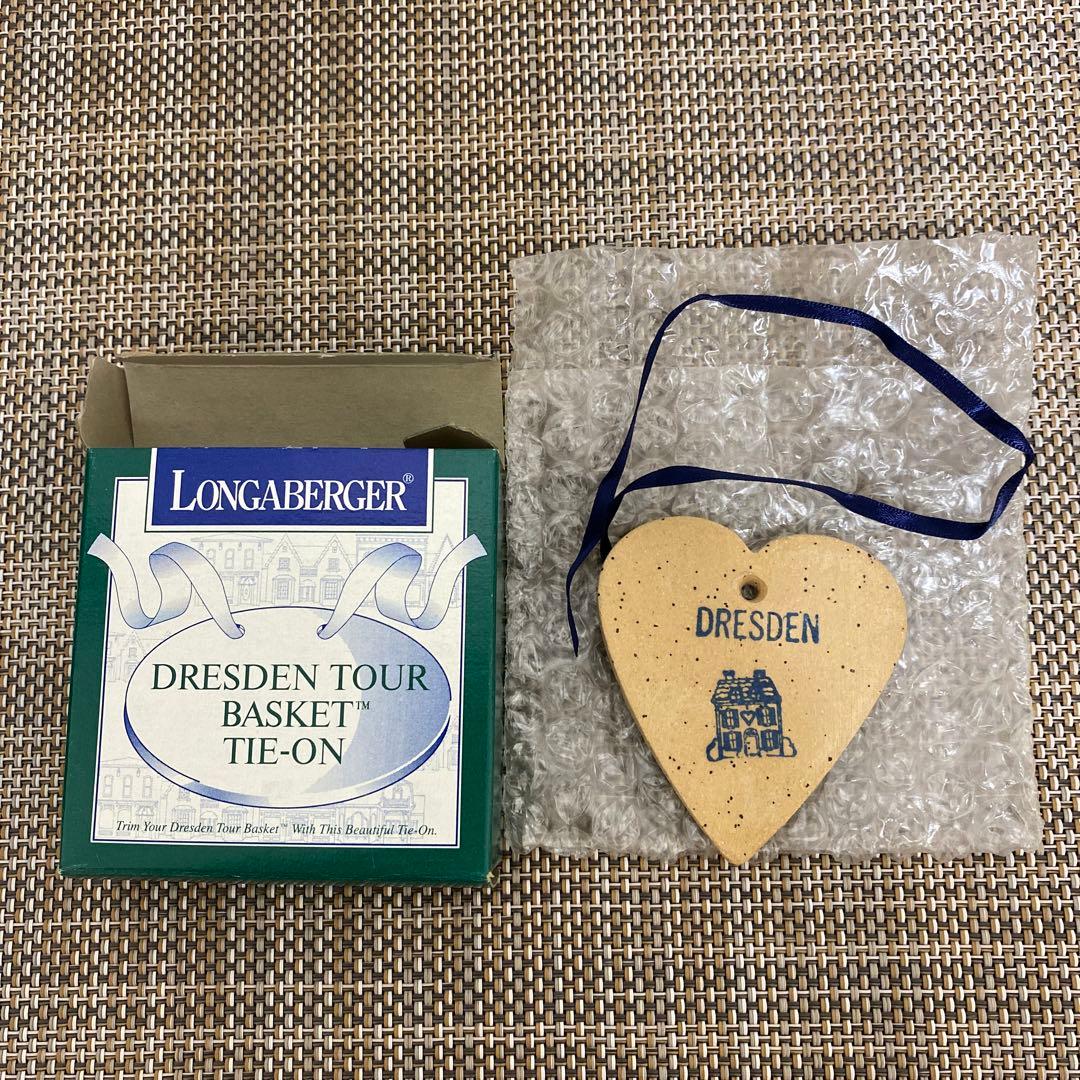 LONGABERGER®
DRESDEN TOUR
BASKET™
TIE-ON
Trim Your Dresden Tour Basket™ With This Beautiful Tie-On.
DRESDEN